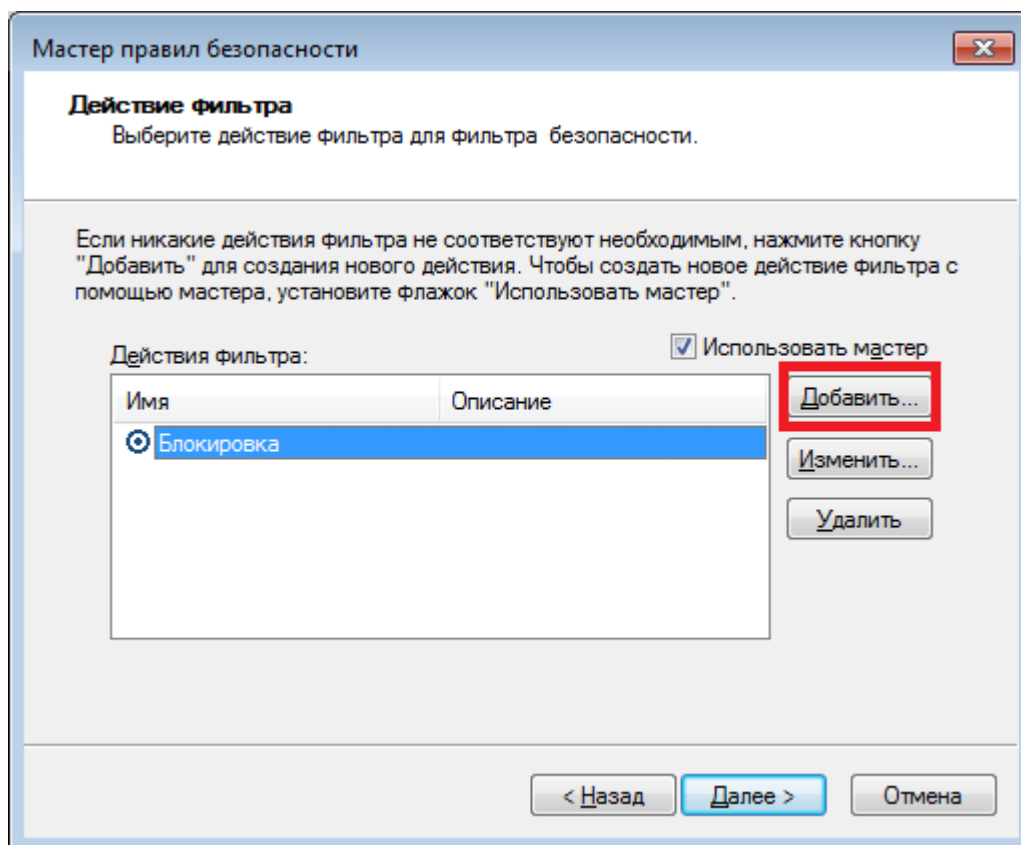 Мастер правил безопасности
Действие фильтра
Выберите действие фильтра для фильтра безопасности.
Если никакие действия фильтра не соответствуют необходимым, нажмите кнопку
"Добавить" для создания нового действия. Чтобы создать новое действие фильтра с
помощью мастера, установите флажок "Использовать мастер".
Действия фильтра:
Использовать мастер
Имя
Описание
Добавить...
Блокировка
Изменить...
Удалить
< Назад
Далее >
Отмена